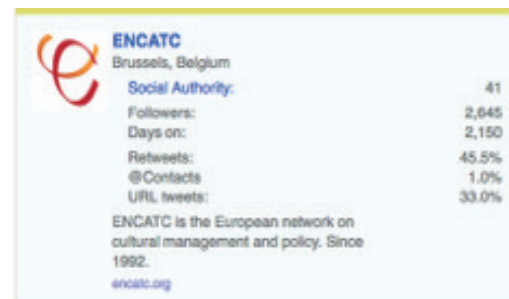 ENCATC
Brussels, Belgium
Social Authority: 41
Followers: 2,645
Days on: 2,150
Retweets: 45.5%
@Contacts 1.0%
URL tweets: 33.0%
ENCATC is the European network on
cultural management and policy. Since
1992.
encatc.org